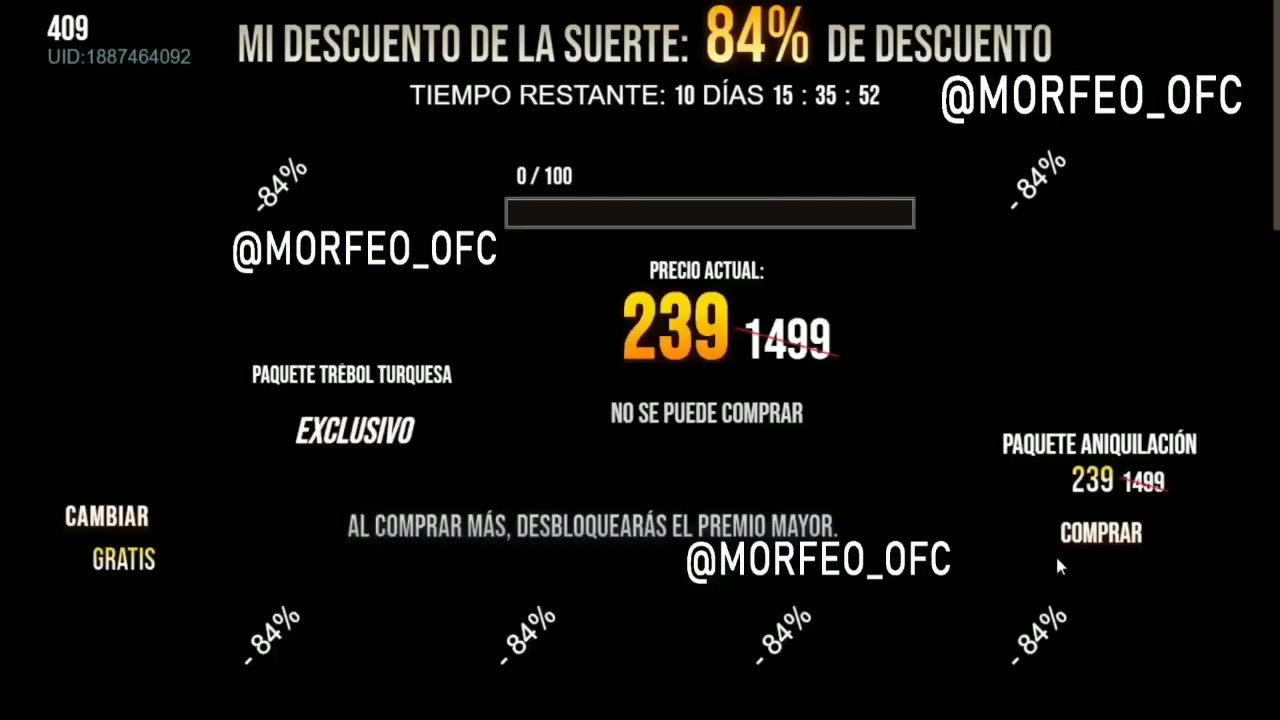 409
UID:1887464092
MI DESCUENTO DE LA SUERTE: 84% DE DESCUENTO
TIEMPO RESTANTE: 10 DÍAS 15 : 35 : 52
@MORFEO_OFC
-84%
0 / 100
- 84%
@MORFEO_OFC
PRECIO ACTUAL:
239 1499
PAQUETE TRÉBOL TURQUESA
EXCLUSIVO
NO SE PUEDE COMPRAR
PAQUETE ANIQUILACIÓN
239 1499
COMPRAR
CAMBIAR
GRATIS
AL COMPRAR MÁS, DESBLOQUEARÁS EL PREMIO MAYOR.
@MORFEO_OFC
- 84%
- 84%
- 84%
- 84%